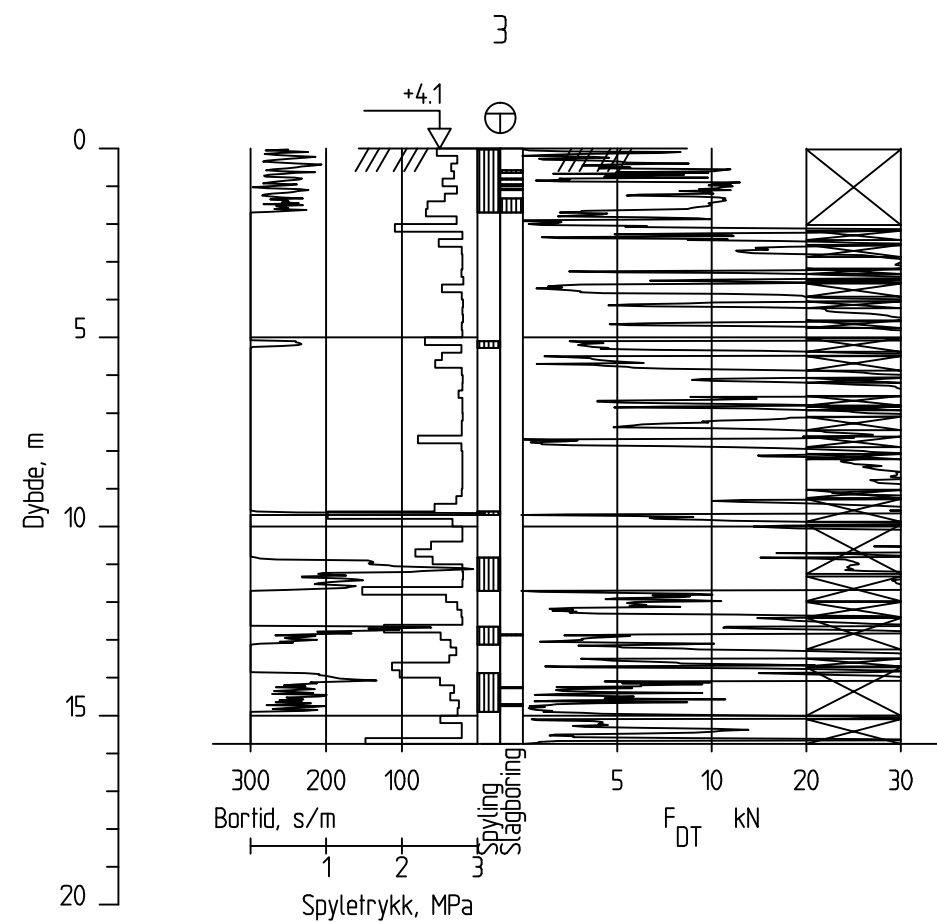 3
+4.1
0
5
10
15
20
Dybde, m
300 200 100
Bortid, s/m
1 2 3
Spyletrykk, MPa
Spyling
Slagboring
5 10 20 30
F DT kN